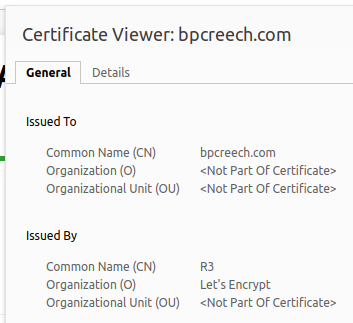 Certificate Viewer: bpcreech.com
General Details
Issued To
Common Name (CN) bpcreech.com
Organization (O) <Not Part Of Certificate>
Organizational Unit (OU) <Not Part Of Certificate>
Issued By
Common Name (CN) R3
Organization (O) Let's Encrypt
Organizational Unit (OU) <Not Part Of Certificate>